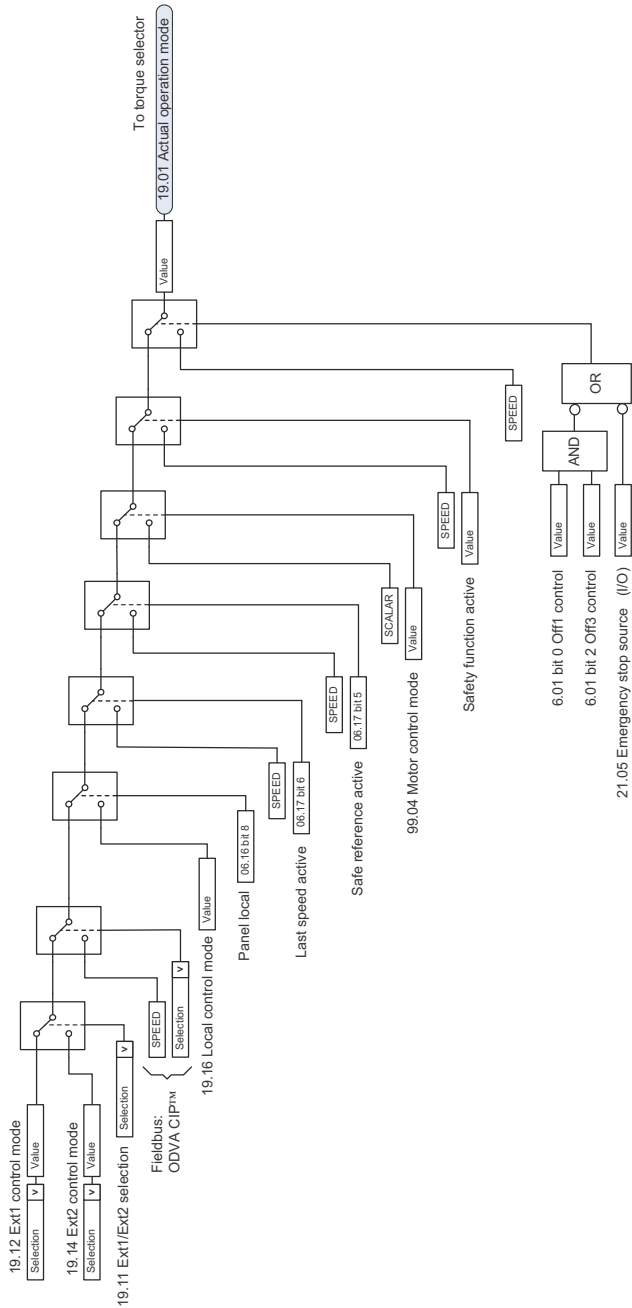 19.12 Ext1 control mode
Selection v Value
19.14 Ext2 control mode
Selection v Value
19.11 Ext1/Ext2 selection
Selection v
Fieldbus:
ODVA CIP™
SPEED
Selection v
19.16 Local control mode
Value
Panel local
06.16 bit 8
SPEED
Last speed active
06.17 bit 6
SPEED
Safe reference active
06.17 bit 5
SCALAR
99.04 Motor control mode
Value
SPEED
Safety function active
Value
SPEED
6.01 bit 0 Off1 control
Value
6.01 bit 2 Off3 control
Value
AND
21.05 Emergency stop source (I/O)
Value
OR
Value
To torque selector
19.01 Actual operation mode